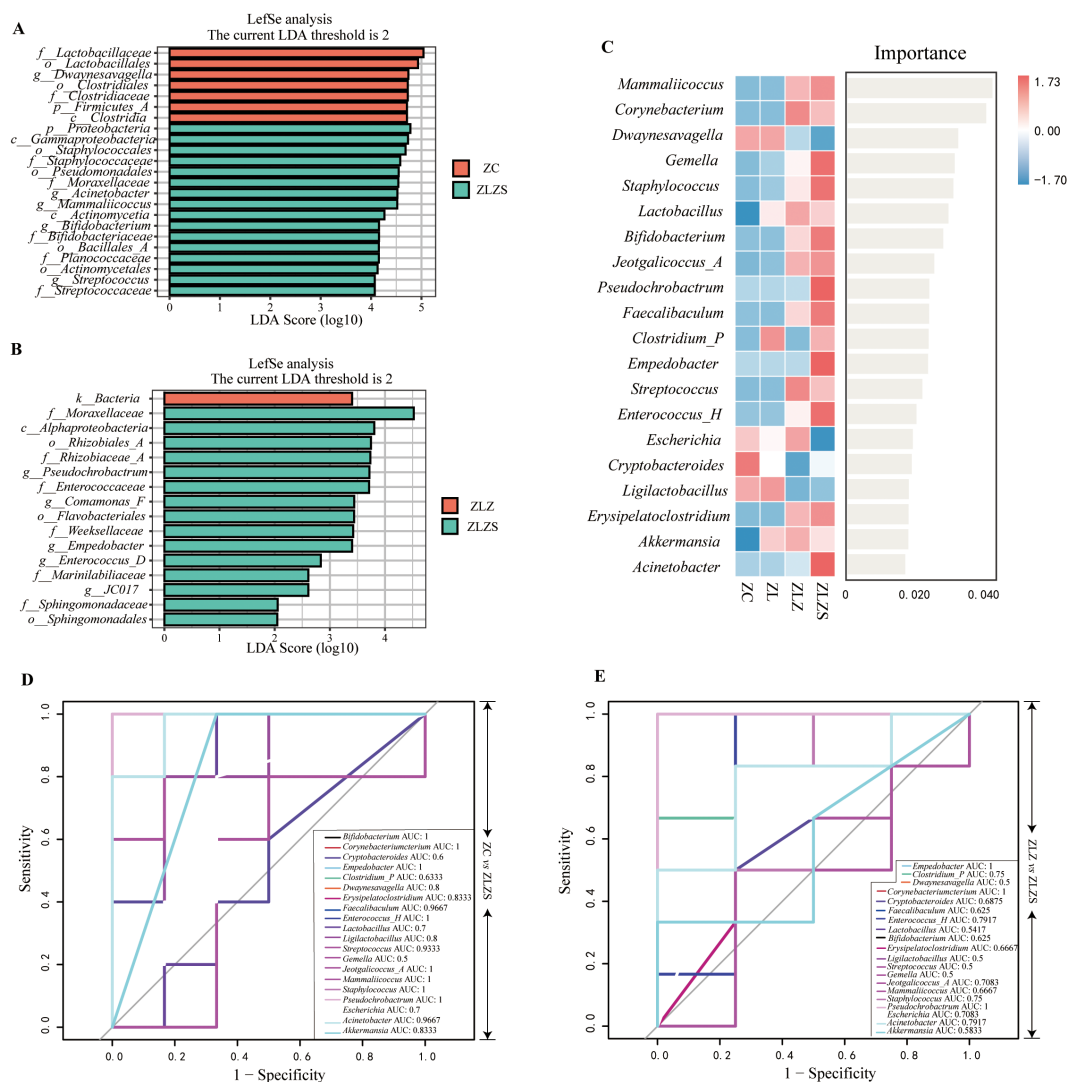 A
LefSe analysis
The current LDA threshold is 2
f__Lactobacillaceae
o__Lactobacillales
g__Dwaynesavagella
o__Clostridiales
f__Clostridiaceae
p__Firmicutes_A
c__Clostridia
p__Proteobacteria
c__Gammaproteobacteria
o__Staphylococcales
f__Staphylococcaceae
o__Pseudomonadales
f__Moraxellaceae
g__Acinetobacter
g__Mammaliicoccus
c__Actinomycetia
g__Bifidobacterium
f__Bifidobacteriaceae
o__Bacillales_A
f__Planococcaceae
o__Actinomycetales
g__Streptococcus
f__Streptococcaceae
0 1 2 3 4 5
LDA Score (log10)
ZC
ZLZS
B
LefSe analysis
The current LDA threshold is 2
k__Bacteria
f__Moraxellaceae
c__Alphaproteobacteria
o__Rhizobiales_A
f__Rhizobiaceae_A
g__Pseudochrobactrum
f__Enterococcaceae
g__Comamonas_F
o__Flavobacteriales
f__Weeksellaceae
g__Empedobacter
g__Enterococcus_D
f__Marinilabiliaceae
g__JC017
f__Sphingomonadaceae
o__Sphingomonadales
0 1 2 3 4
LDA Score (log10)
ZLZ
ZLZS
C
Importance
Mammaliicoccus
Corynebacterium
Dwaynesavagella
Gemella
Staphylococcus
Lactobacillus
Bifidobacterium
Jeotgalicoccus_A
Pseudochrobactrum
Faecalibaculum
Clostridium_P
Empedobacter
Streptococcus
Enterococcus_H
Escherichia
Cryptobacteroides
Ligilactobacillus
Erysipelatoclostridium
Akkermansia
Acinetobacter
ZC ZL ZLZ ZLZS
0 0.020 0.040
1.73
0.00
−1.70
D
Sensitivity
0.0 0.2 0.4 0.6 0.8 1.0
0.0 0.2 0.4 0.6 0.8 1.0
1 − Specificity
ZC vs ZLZS
Bifidobacterium AUC: 1
Corynebacteriumcterium AUC: 1
Cryptobacteroides AUC: 0.6
Empedobacter AUC: 1
Clostridium_P AUC: 0.6333
Dwaynesavagella AUC: 0.8
Erysipelatoclostridium AUC: 0.8333
Faecalibaculum AUC: 0.9667
Enterococcus_H AUC: 1
Lactobacillus AUC: 0.7
Ligilactobacillus AUC: 0.8
Streptococcus AUC: 0.9333
Gemella AUC: 0.5
Jeotgalicoccus_A AUC: 1
Mammaliicoccus AUC: 1
Staphylococcus AUC: 1
Pseudochrobactrum AUC: 1
Escherichia AUC: 0.7
Acinetobacter AUC: 0.9667
Akkermansia AUC: 0.8333
E
Sensitivity
0.0 0.2 0.4 0.6 0.8 1.0
0.0 0.2 0. 4 0.6 0. 8 1.0
1 − Specificity
ZLZ vs ZLZS
Empedobacter AUC: 1
Clostridium_P AUC: 0.75
Dwaynesavagella AUC: 0.5
Corynebacteriumcterium AUC: 1
Cryptobacteroides AUC: 0.6875
Faecalibaculum AUC: 0.625
Enterococcus_H AUC: 0.7917
Lactobacillus AUC: 0.5417
Bifidobacterium AUC: 0.625
Erysipelatoclostridium AUC: 0.6667
Ligilactobacillus AUC: 0.5
Streptococcus AUC: 0.5
Gemella AUC: 0.5
Jeotgalicoccus_A AUC: 0.7083
Mammaliicoccus AUC: 0.6667
Staphylococcus AUC: 0.75
Pseudochrobactrum AUC: 1
Escherichia AUC: 0.7083
Acinetobacter AUC: 0.7917
Akkermansia AUC: 0.5833